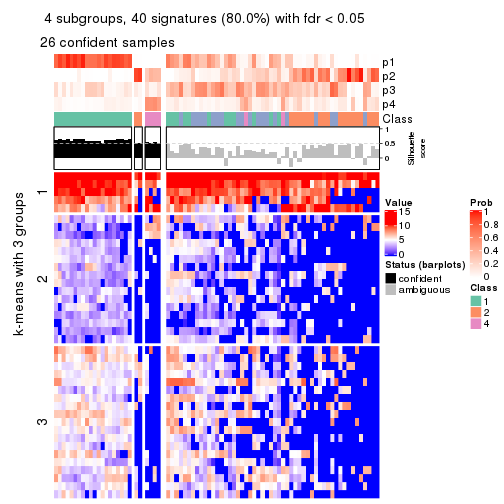 4 subgroups, 40 signatures (80.0%) with fdr < 0.05
26 confident samples
p1
p2
p3
p4
Class
1
0.5
0
Silhouette
score
k-means with 3 groups
1
2
3
Value
15
10
5
0
Status (barplots)
confident
ambiguous
Prob
1
0.8
0.6
0.4
0.2
0
Class
1
2
4